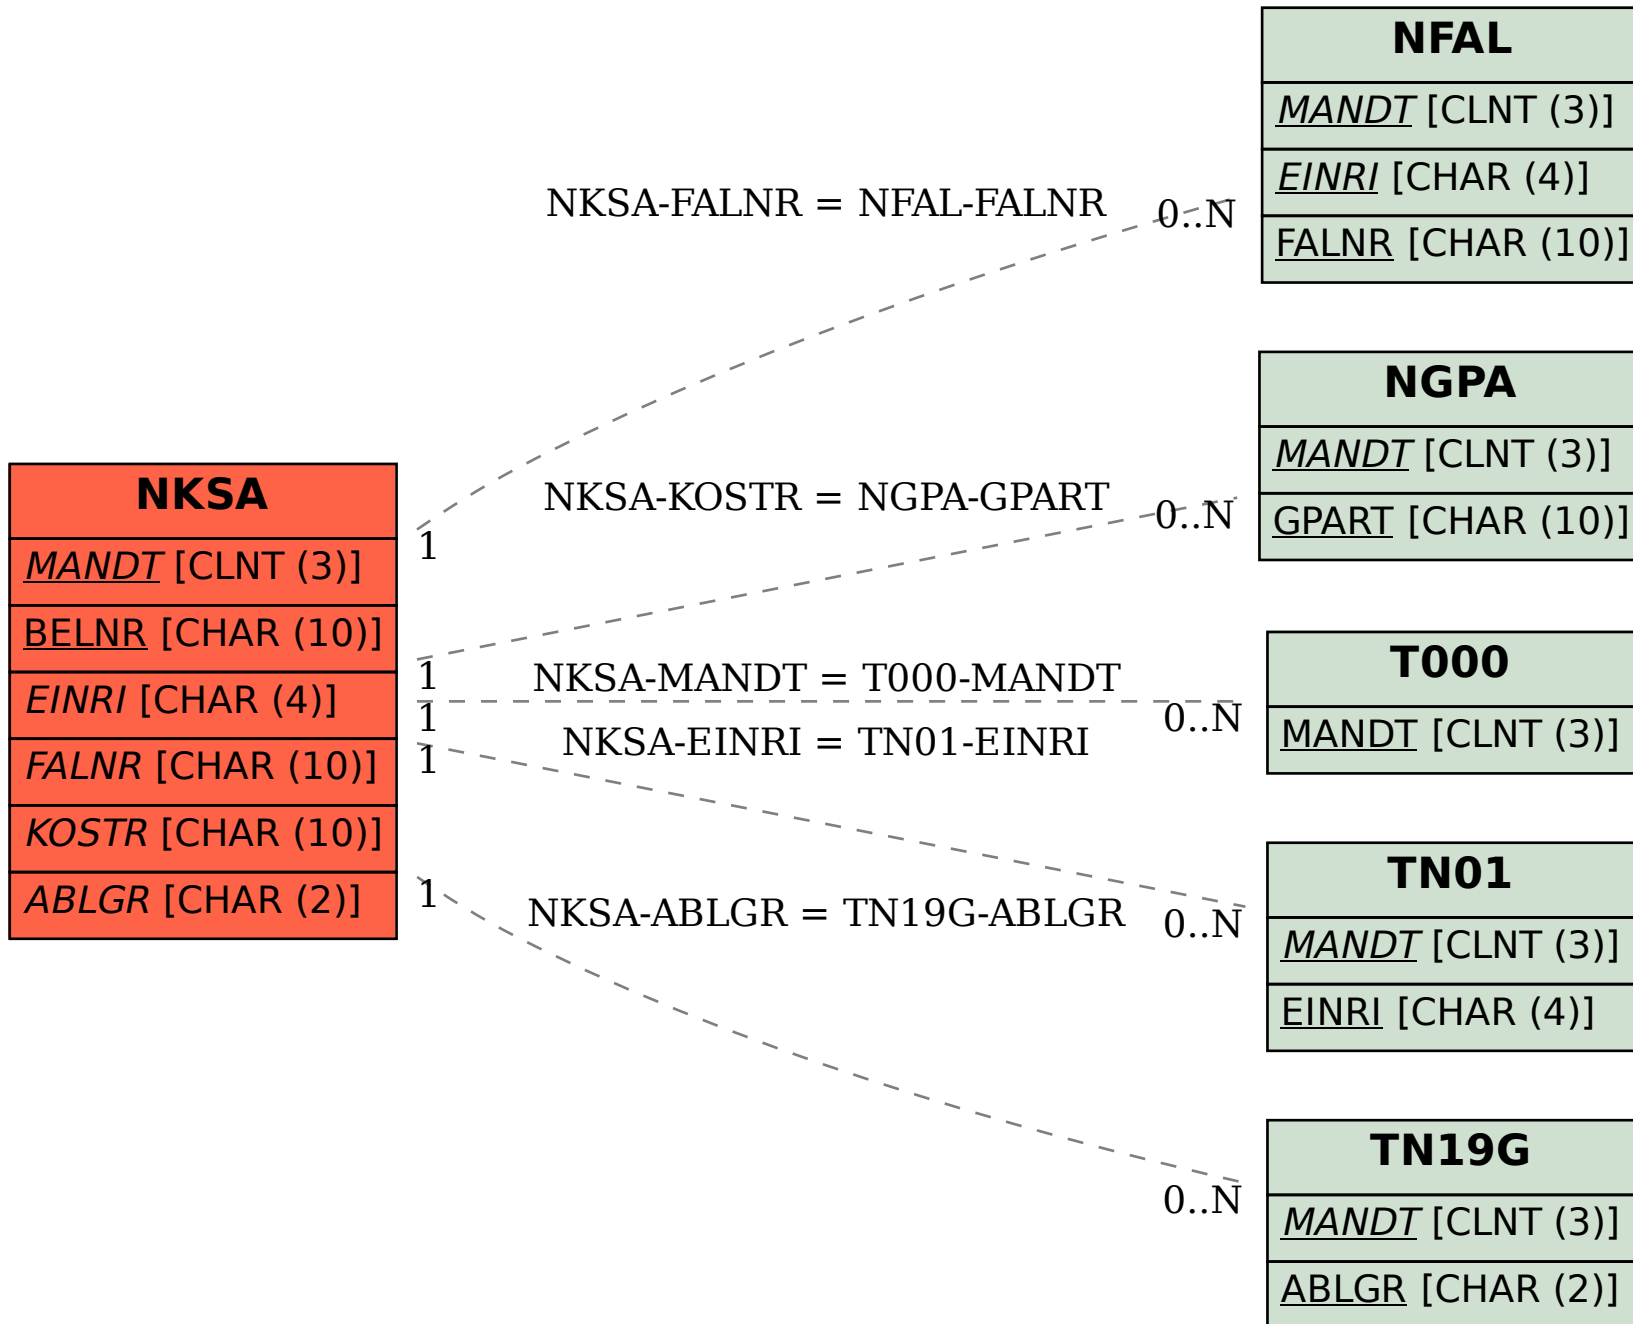 NFAL
MANDT [CLNT (3)]
EINRI [CHAR (4)]
FALNR [CHAR (10)]
NKSA-FALNR = NFAL-FALNR
0..N
1
NGPA
MANDT [CLNT (3)]
GPART [CHAR (10)]
NKSA-KOSTR = NGPA-GPART
0..N
1
NKSA
MANDT [CLNT (3)]
BELNR [CHAR (10)]
EINRI [CHAR (4)]
FALNR [CHAR (10)]
KOSTR [CHAR (10)]
ABLGR [CHAR (2)]
NKSA-MANDT = T000-MANDT
0..N
1
T000
MANDT [CLNT (3)]
NKSA-EINRI = TN01-EINRI
0..N
1
TN01
MANDT [CLNT (3)]
EINRI [CHAR (4)]
NKSA-ABLGR = TN19G-ABLGR
0..N
1
TN19G
MANDT [CLNT (3)]
ABLGR [CHAR (2)]